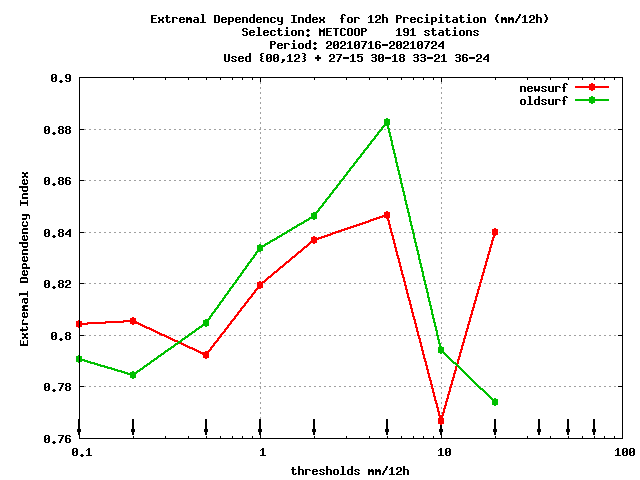 Extremal Dependency Index  for 12h Precipitation (mm/12h)
Selection: METCOOP    191 stations
Period: 20210716-20210724
Used {00,12} + 27-15 30-18 33-21 36-24
0.9
0.88
0.86
0.84
0.82
0.8
0.78
0.76
Extremal Dependency Index
newsurf
oldsurf
0.1 1 10 100
thresholds mm/12h